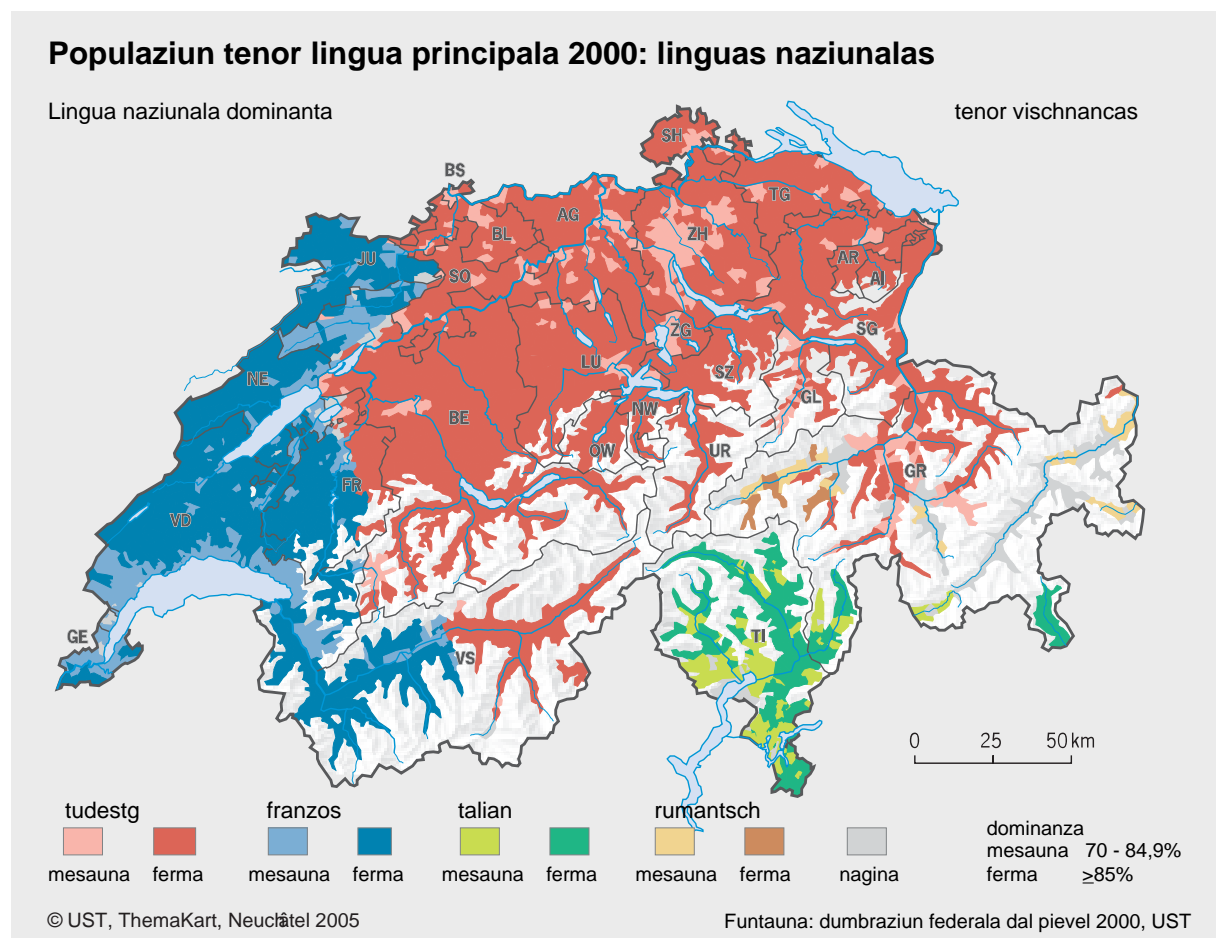 Populaziun tenor lingua principala 2000: linguas naziunalas
Lingua naziunala dominanta
tenor vischnancas
SH
BS
TG
AG
BL
ZH
JU
AR
SO
AI
SG
ZG
LU
SZ
NE
GL
NW
BE
OW
UR
GR
FR
VD
GE
TI
VS
0 25 50 km
tudestg franzos talian rumantsch
mesauna ferma mesauna ferma mesauna ferma mesauna ferma nagina
dominanza
mesauna 70 - 84,9%
ferma ≥85%
© UST, ThemaKart, Neuchâtel 2005
Funtauna: dumbraziun federala dal pievel 2000, UST